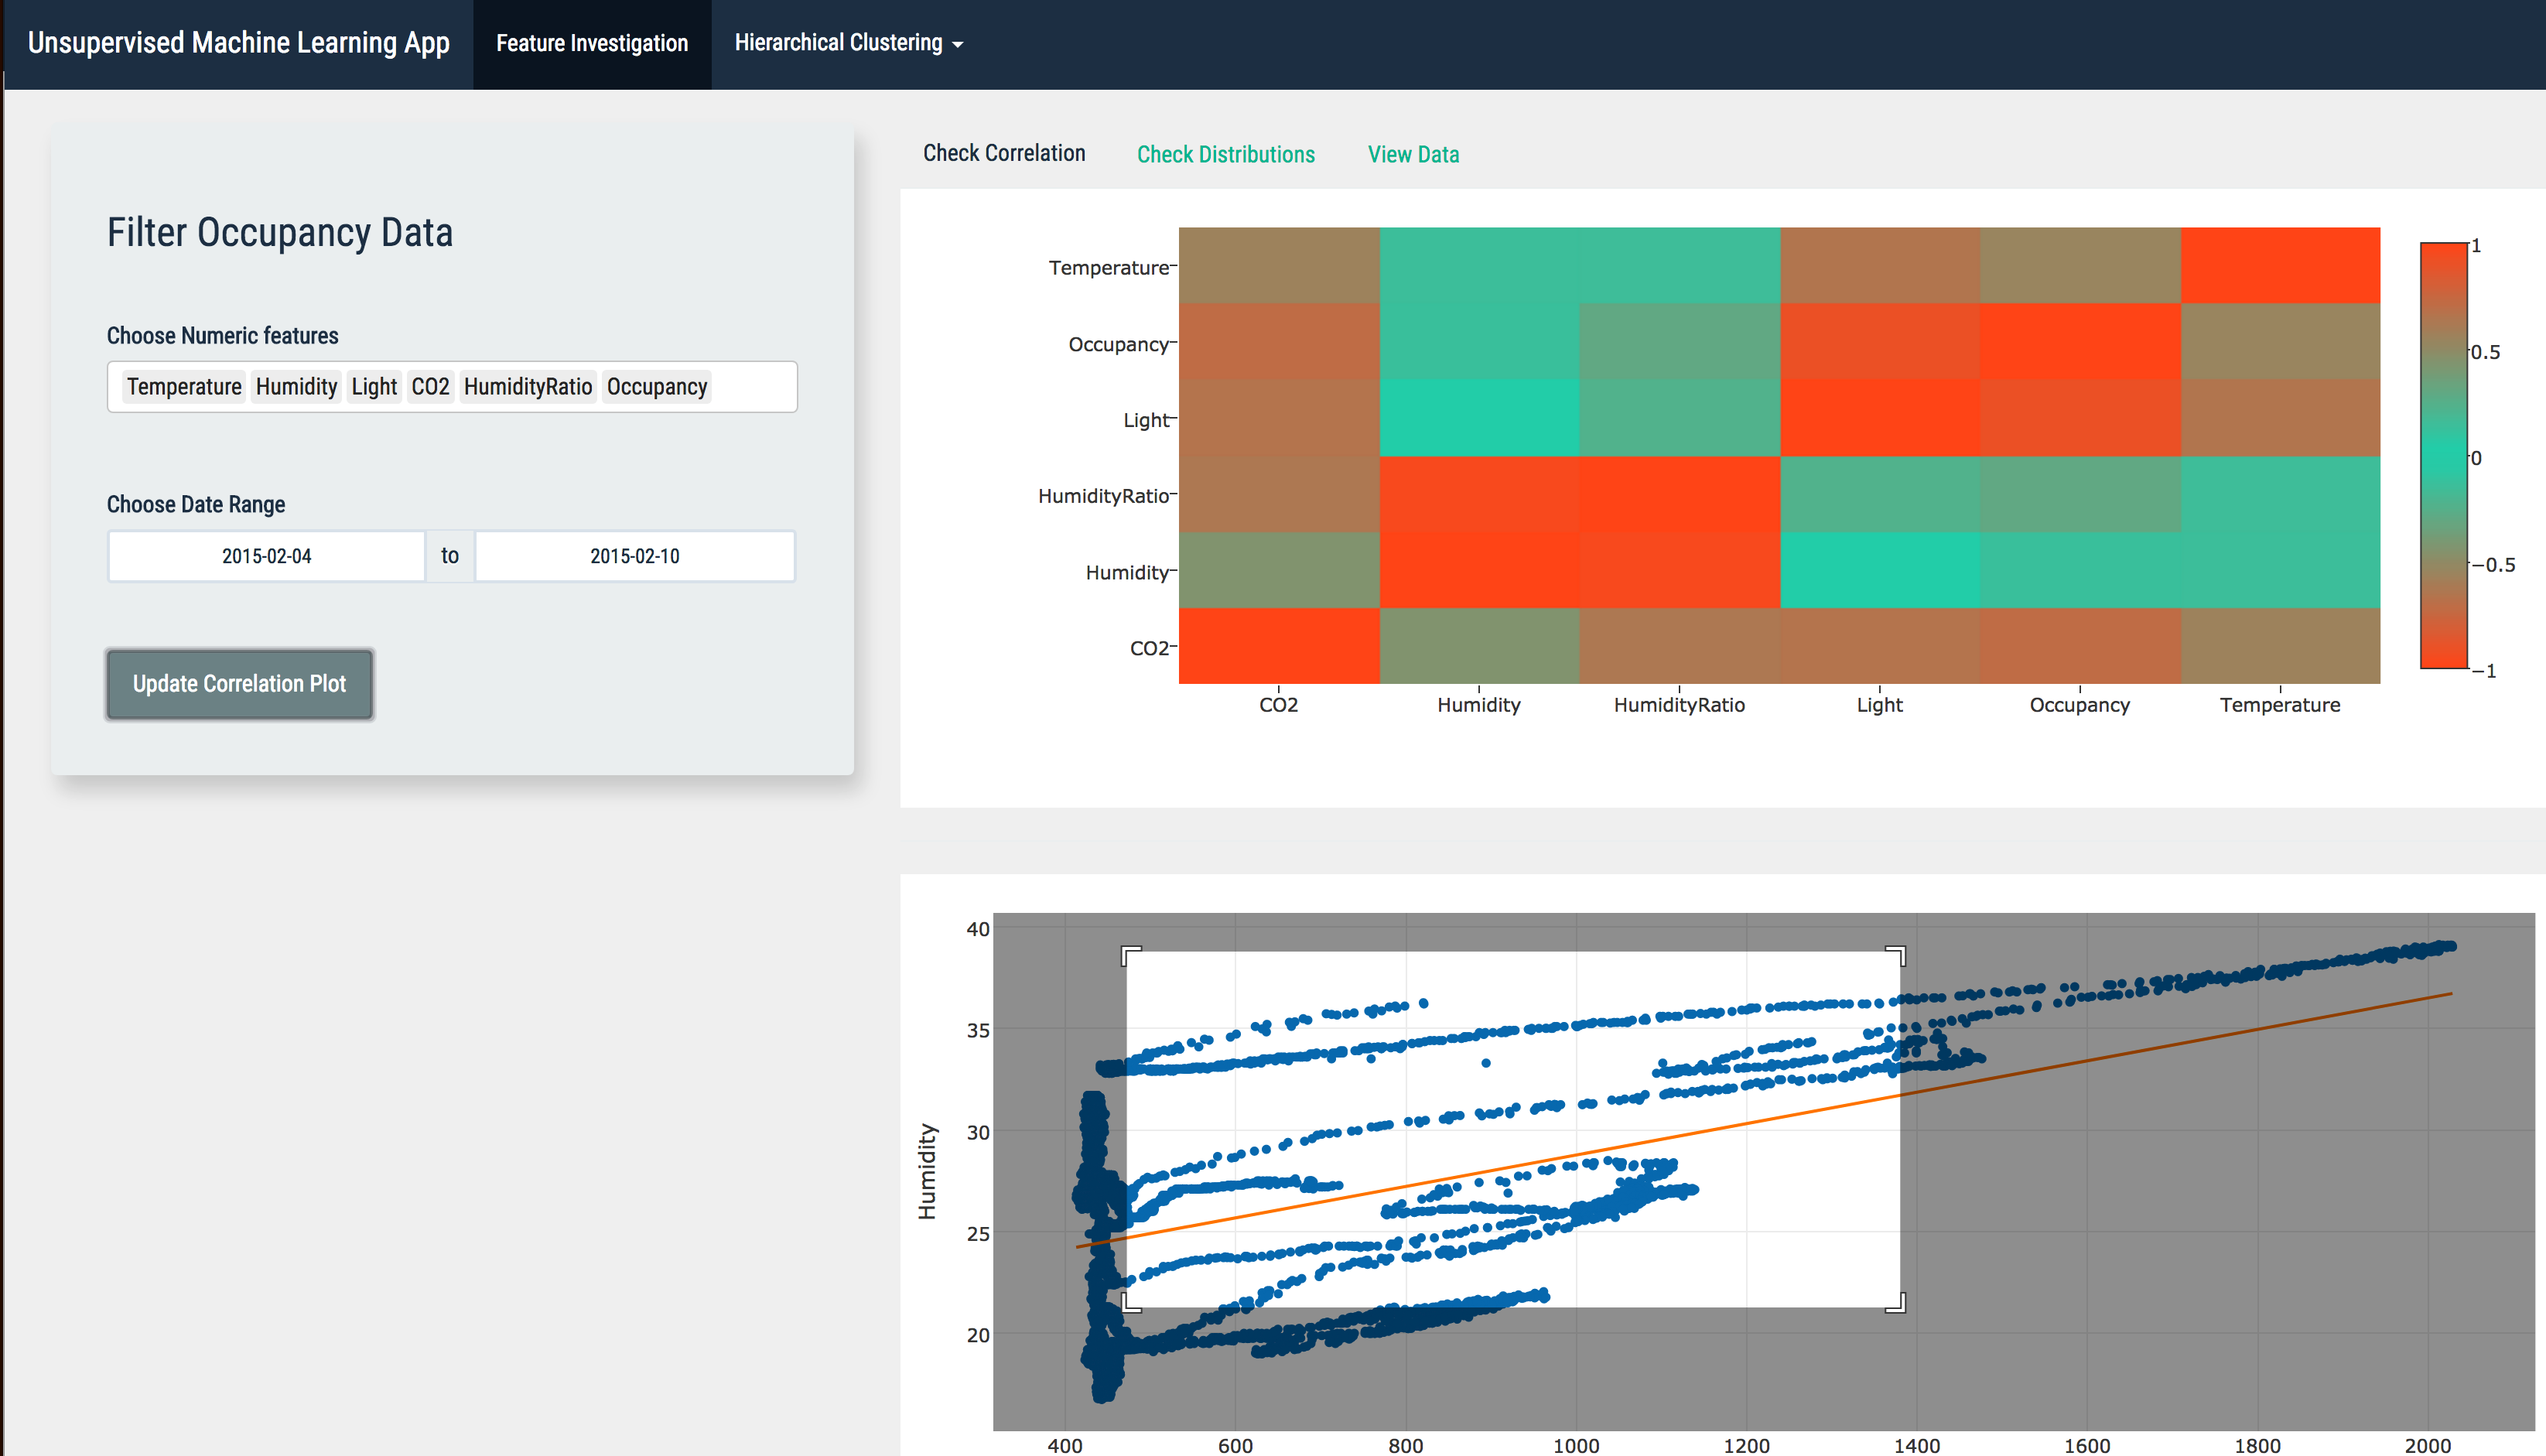 Unsupervised Machine Learning App Feature Investigation Hierarchical Clustering
Filter Occupancy Data
Choose Numeric features
Temperature Humidity Light CO2 HumidityRatio Occupancy
Choose Date Range
2015-02-04 to 2015-02-10
Update Correlation Plot
Check Correlation Check Distributions View Data
Temperature
Occupancy
Light
HumidityRatio
Humidity
CO2
CO2 Humidity HumidityRatio Light Occupancy Temperature
1
0.5
0
−0.5
−1
Humidity
40
35
30
25
20
400 600 800 1000 1200 1400 1600 1800 2000